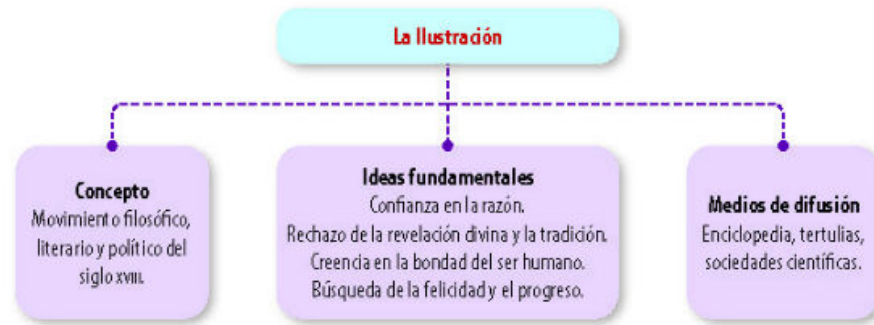 La Ilustración
Concepto
Movimiento filosófico,
literario y político del
siglo XVIII.
Ideas fundamentales
Confianza en la razón.
Rechazo de la revelación divina y la tradición.
Creencia en la bondad del ser humano.
Búsqueda de la felicidad y el progreso.
Medios de difusión
Enciclopedia, tertulias,
sociedades científicas.